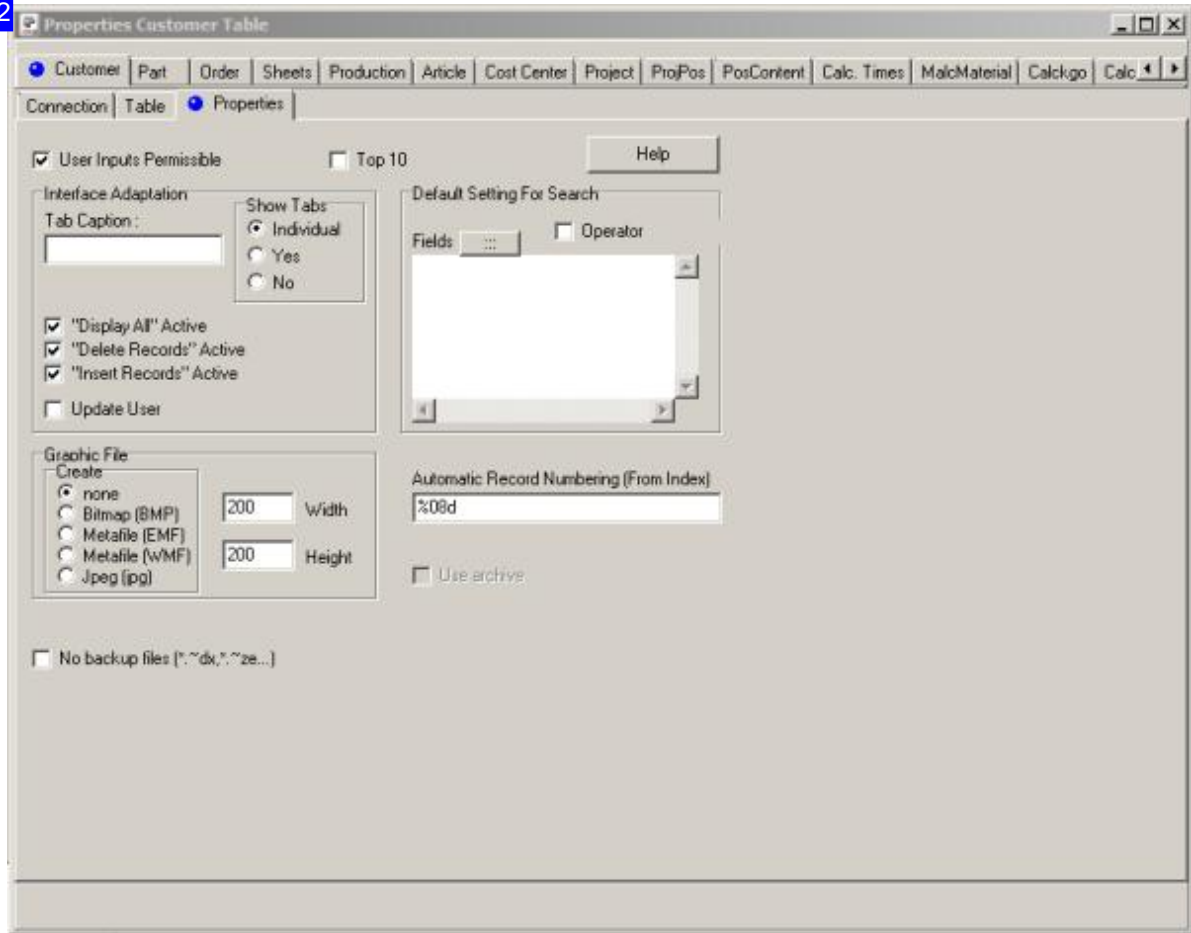 2
Properties Customer Table
Customer Part Order Sheets Production Article Cost Center Project ProjPos PosContent Calc. Times MalcMaterial Calckgo Calc
Connection Table Properties
User Inputs Permissible
Top 10
Help
Interface Adaptation
Tab Caption :
Show Tabs
Individual
Yes
No
"Display All" Active
"Delete Records" Active
"Insert Records" Active
Update User
Default Setting For Search
Fields ::: Operator
Graphic File
Create
none
Bitmap (BMP)
Metafile (EMF)
Metafile (WMF)
Jpeg (jpg)
200 Width
200 Height
Automatic Record Numbering (From Index)
%08d
Use archive
No backup files (*.~dx,*.~ze...)